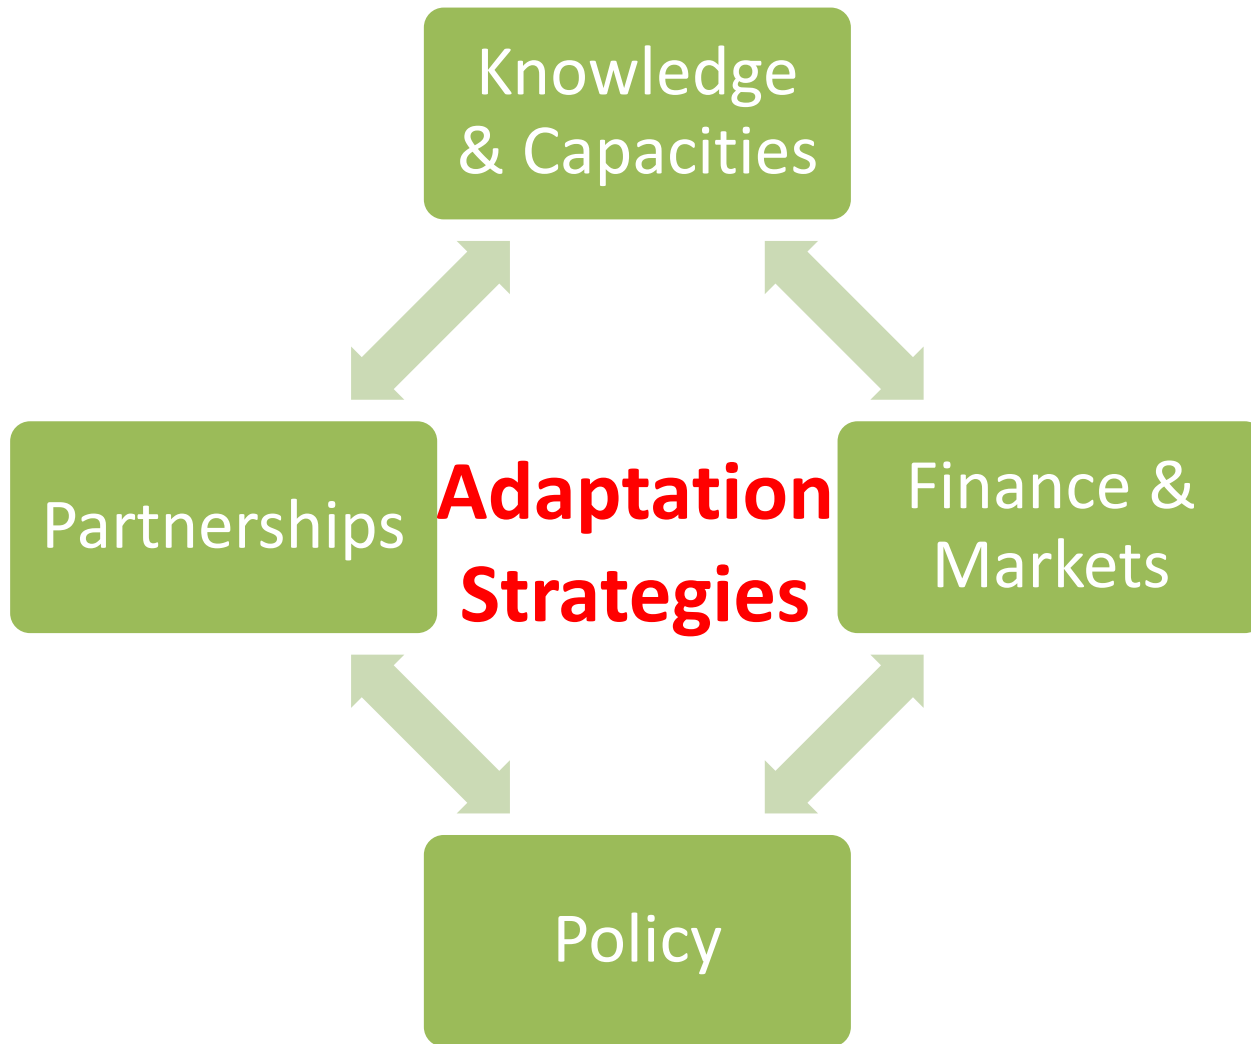 Knowledge
& Capacities
Partnerships
Adaptation
Strategies
Finance &
Markets
Policy